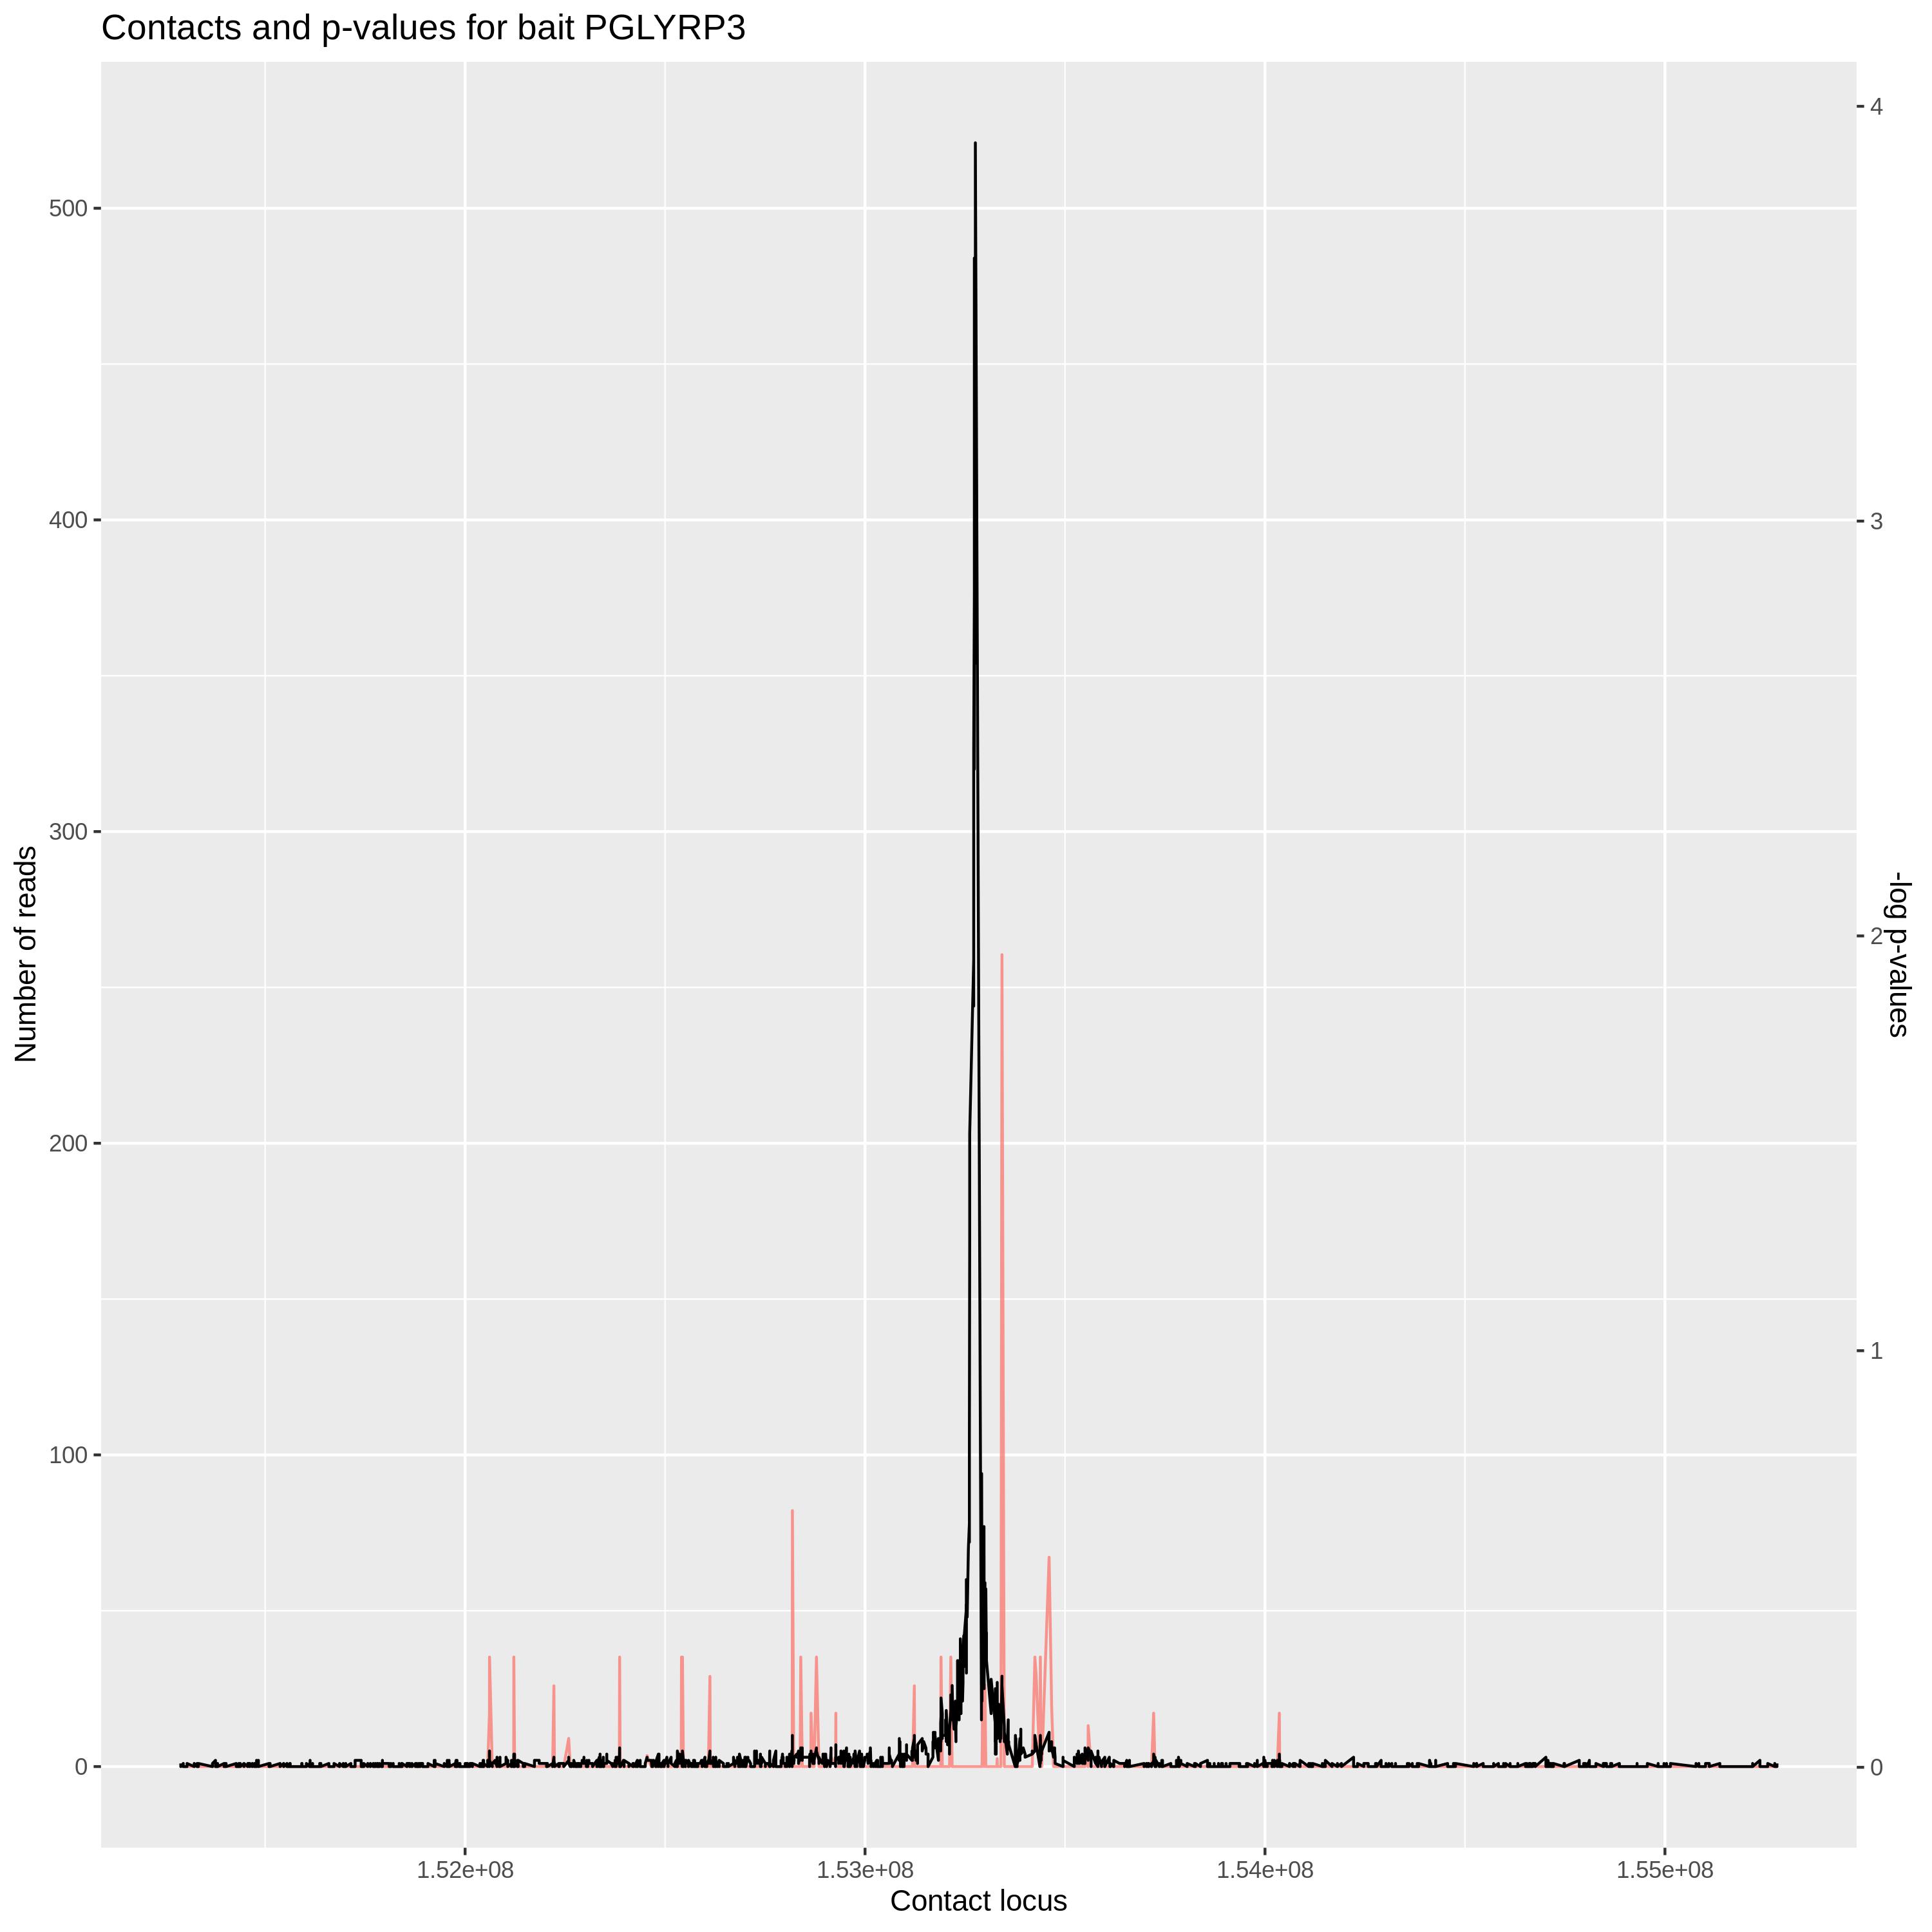 Contacts and p-values for bait PGLYRP3
500
400
300
200
100
0
Number of reads
4
3
2
1
0
-log p-values
1.52e+08
1.53e+08
1.54e+08
1.55e+08
Contact locus